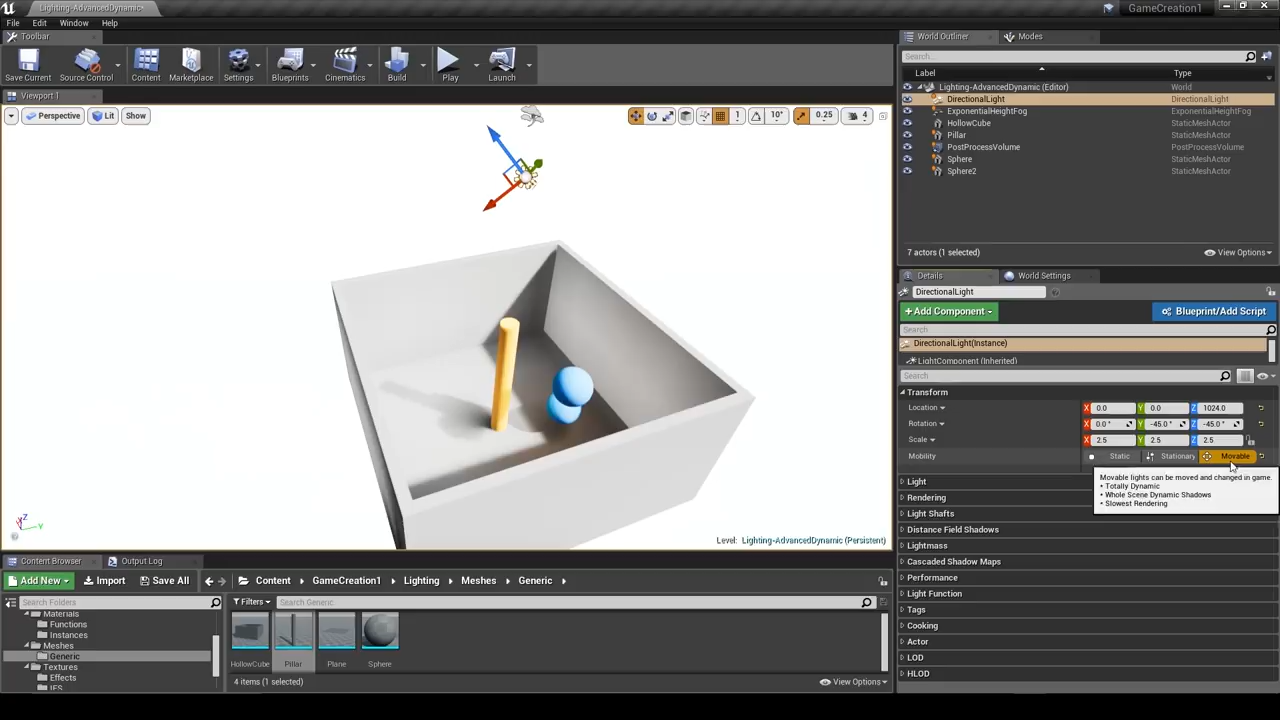 Lighting-AdvancedDynamic*
GameCreation1
File Edit Window Help
Toolbar
Save Current Source Control Content Marketplace Settings Blueprints Cinematics Build Play Launch
Viewport 1
Perspective Lit Show
1 10° 0.25 4
Level: Lighting-AdvancedDynamic (Persistent)
World Outliner Modes
Search...
Label Type
Lighting-AdvancedDynamic (Editor) World
DirectionalLight DirectionalLight
ExponentialHeightFog ExponentialHeightFog
HollowCube StaticMeshActor
Pillar StaticMeshActor
PostProcessVolume PostProcessVolume
Sphere StaticMeshActor
Sphere2 StaticMeshActor
7 actors (1 selected) View Options
Details World Settings
DirectionalLight
+Add Component Blueprint/Add Script
Search
DirectionalLight(Instance)
LightComponent (Inherited)
Search
Transform
Location X 0.0 Y 0.0 Z 1024.0
Rotation X 0.0° Y -45.0° Z -45.0°
Scale X 2.5 Y 2.5 Z 2.5
Mobility Static Stationary Movable
Movable lights can be moved and changed in game.
• Totally Dynamic
• Whole Scene Dynamic Shadows
• Slowest Rendering
Light
Rendering
Light Shafts
Distance Field Shadows
Lightmass
Cascaded Shadow Maps
Performance
Light Function
Tags
Cooking
Actor
LOD
HLOD
Content Browser Output Log
Add New Import Save All Content GameCreation1 Lighting Meshes Generic
Search Folders
Filters Search Generic
Materials
Functions
Instances
Meshes
Generic
Textures
Effects
IES
HollowCube Pillar Plane Sphere
4 items (1 selected) View Options